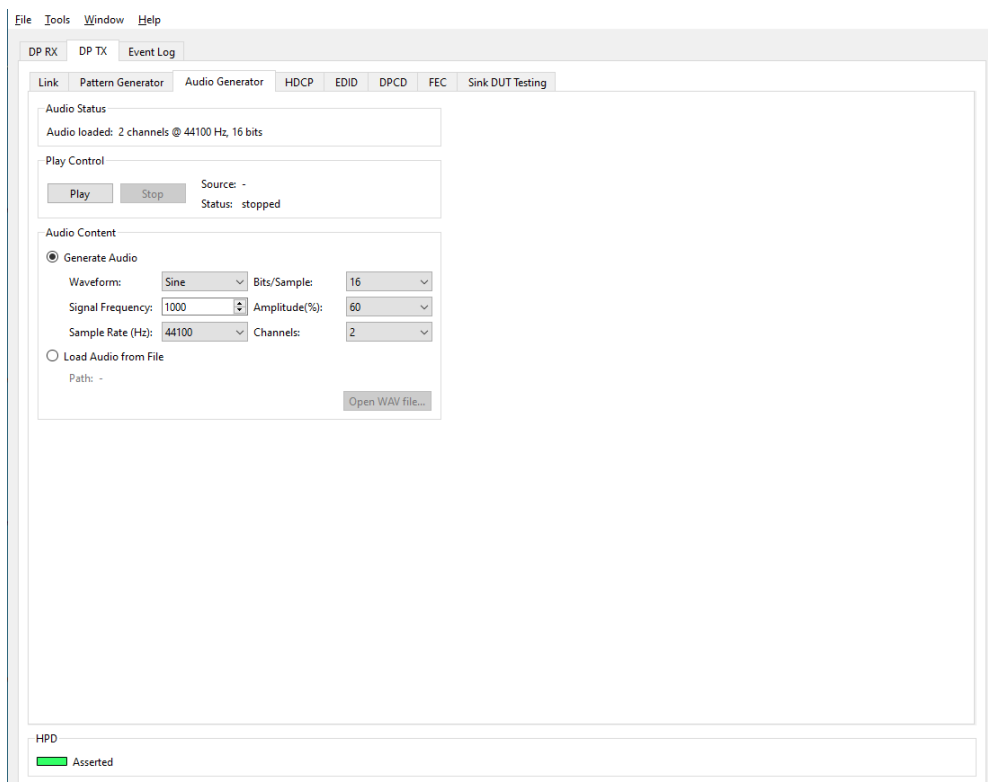 File Tools Window Help
DP RX DP TX Event Log
Link Pattern Generator Audio Generator HDCP EDID DPCD FEC Sink DUT Testing
Audio Status
Audio loaded: 2 channels @ 44100 Hz, 16 bits
Play Control
Play Stop
Source: -
Status: stopped
Audio Content
Generate Audio
Waveform: Sine Bits/Sample: 16
Signal Frequency: 1000 Amplitude(%): 60
Sample Rate (Hz): 44100 Channels: 2
Load Audio from File
Path: -
Open WAV file...
HPD
Asserted